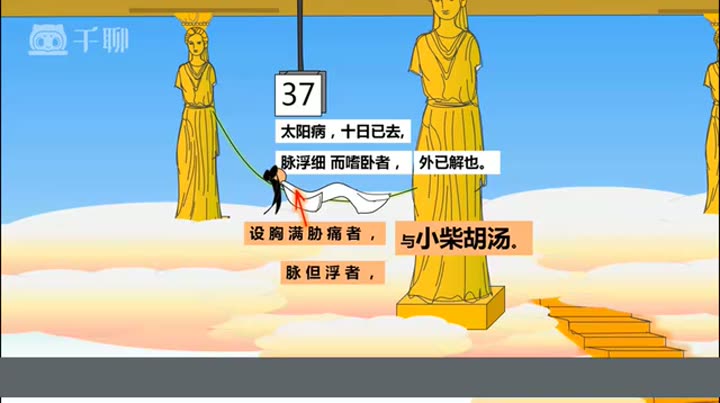 千聊
37
太阳病，十日已去,
脉浮细 而嗜卧者， 外已解也。
设胸满胁痛者， 与小柴胡汤。
脉但浮者，